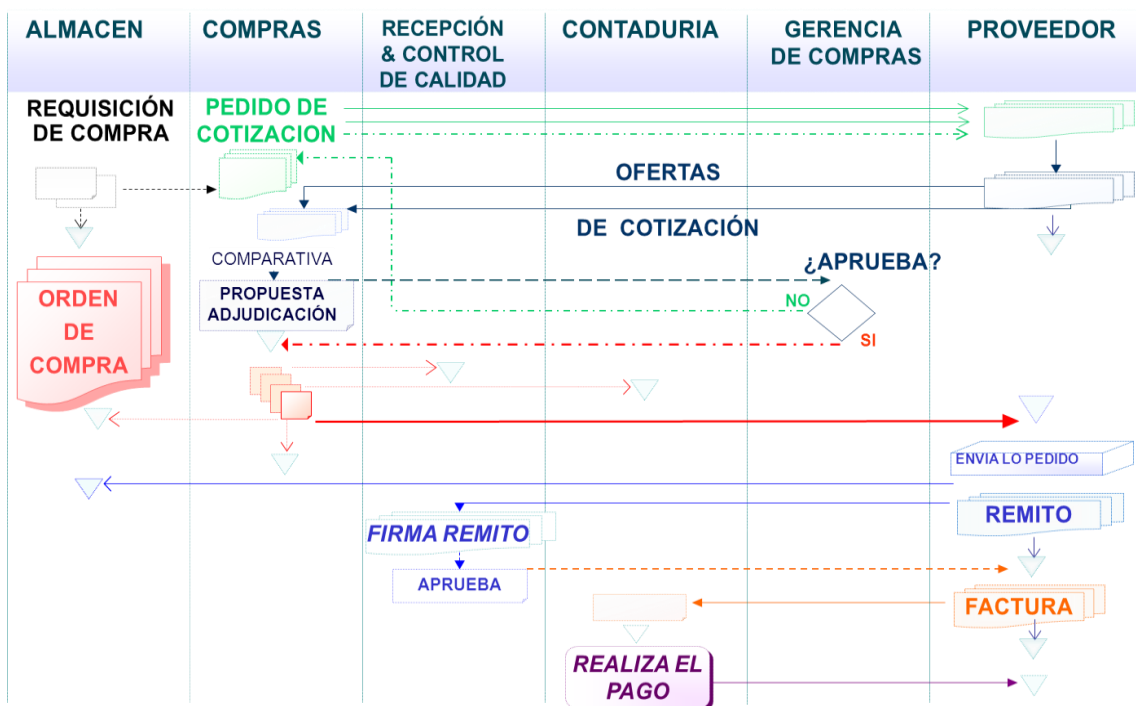 ALMACEN
COMPRAS
RECEPCIÓN
& CONTROL
DE CALIDAD
CONTADURIA
GERENCIA
DE COMPRAS
PROVEEDOR
REQUISIÓN
DE COMPRA
PEDIDO DE
COTIZACION
OFERTAS
DE COTIZACIÓN
COMPARATIVA
¿APRUEBA?
PROPUESTA
ADJUDICACIÓN
NO
SI
ORDEN
DE
COMPRA
ENVIA LO PEDIDO
REMITO
FIRMA REMITO
APRUEBA
FACTURA
REALIZA EL
PAGO